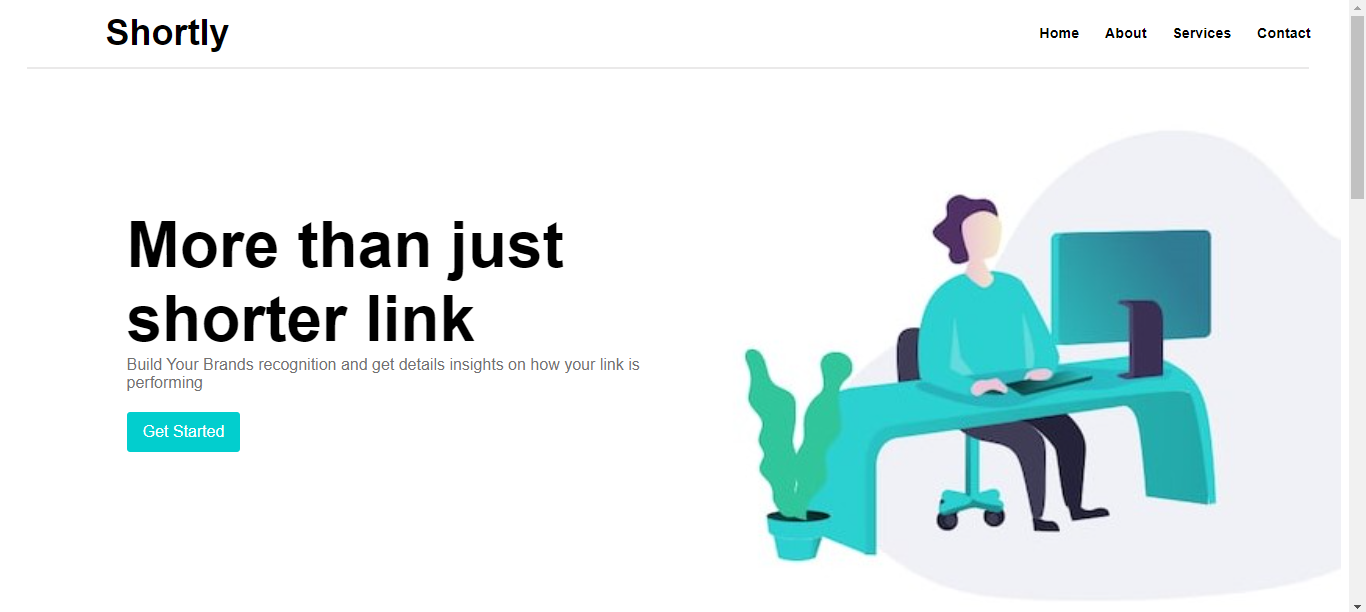 Shortly
Home About Services Contact
More than just
shorter link
Build Your Brands recognition and get details insights on how your link is
performing
Get Started